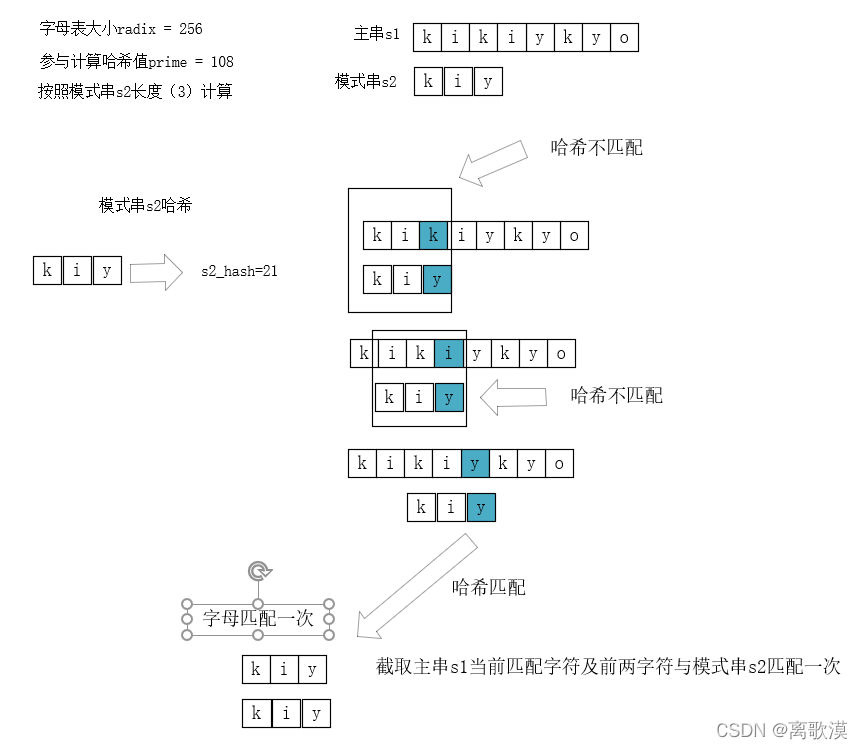 字母表大小radix = 256
参与计算哈希值prime = 108
按照模式串s2长度（3）计算
主串s1 k i k i y k y o
模式串s2 k i y
哈希不匹配
模式串s2哈希
k i k i y k y o
k i y s2_hash=21
k i y
k i k i y k y o
k i y
哈希不匹配
k i k i y k y o
k i y
哈希匹配
字母匹配一次
k i y
截取主串s1当前匹配字符及前两字符与模式串s2匹配一次
k i y
CSDN @离歌漠